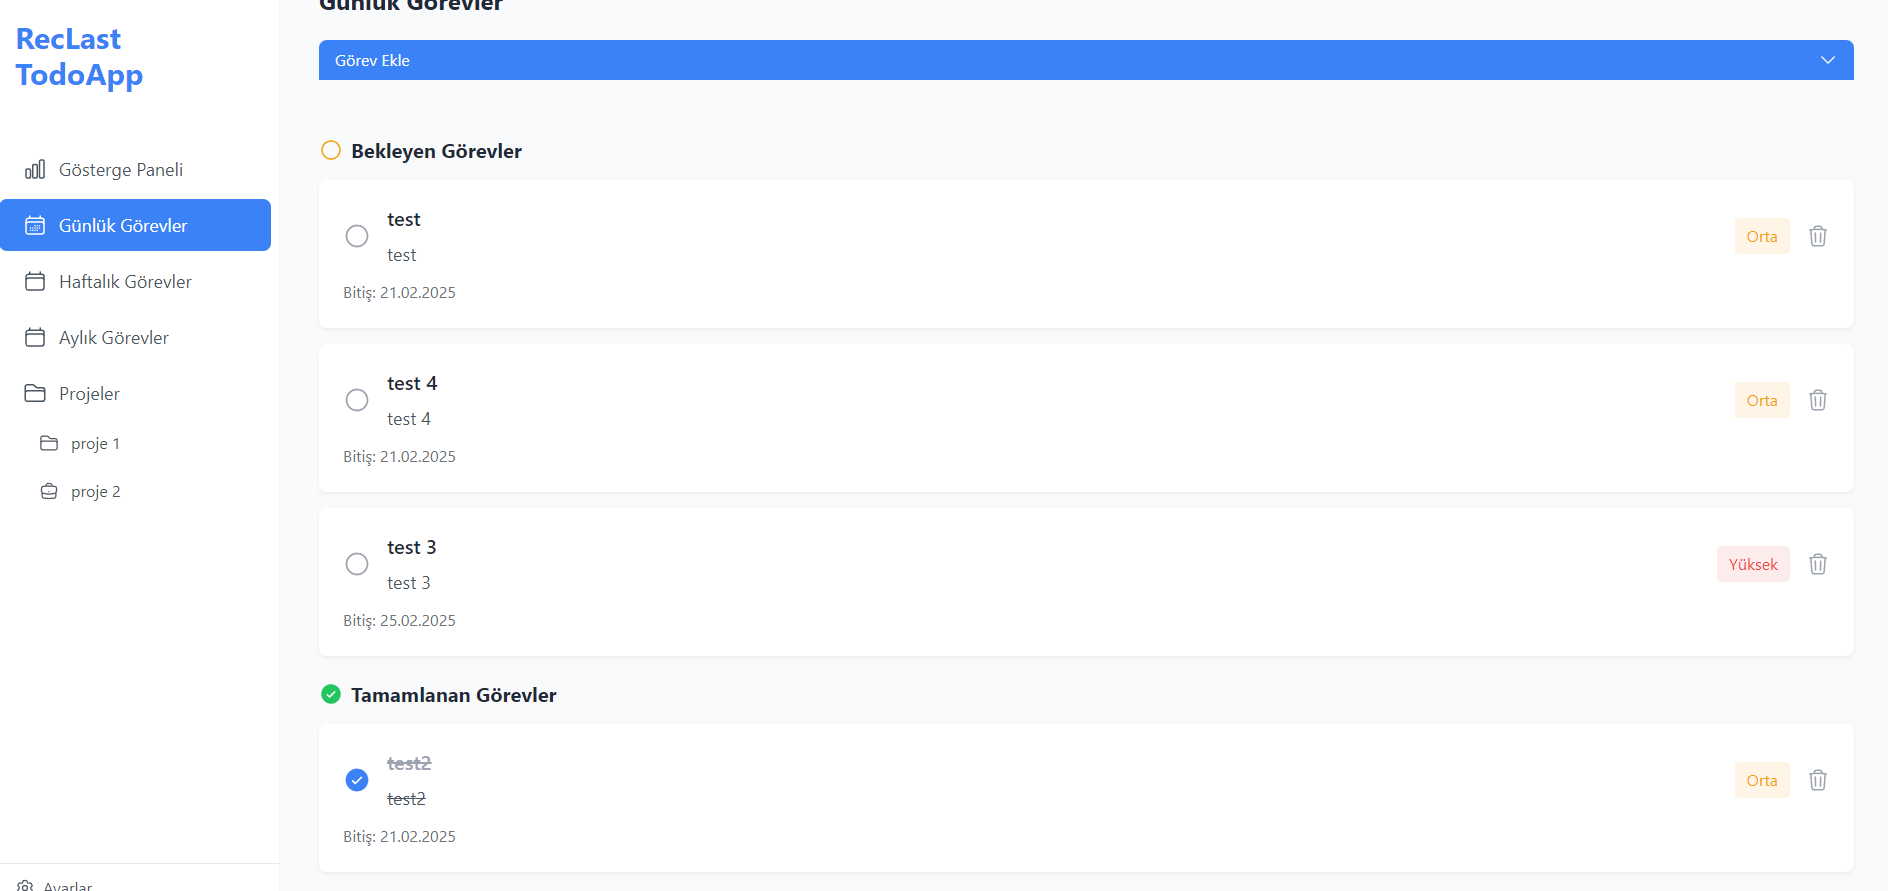 RecLast
TodoApp
Gösterge Paneli
Günlük Görevler
Haftalık Görevler
Aylık Görevler
Projeler
proje 1
proje 2
Ayarlar
Günlük Görevler
Görev Ekle
Bekleyen Görevler
test
test
Bitiş: 21.02.2025
Orta
test 4
test 4
Bitiş: 21.02.2025
Orta
test 3
test 3
Bitiş: 25.02.2025
Yüksek
Tamamlanan Görevler
test2
test2
Bitiş: 21.02.2025
Orta